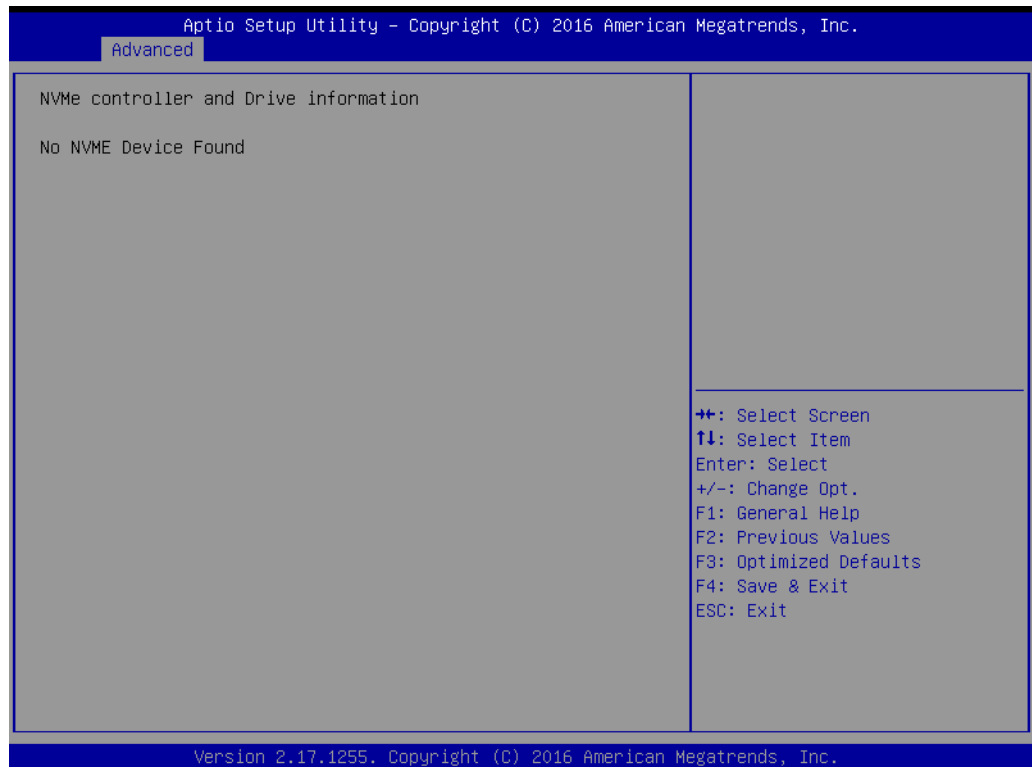 Aptio Setup Utility – Copyright (C) 2016 American Megatrends, Inc.
Advanced
NVMe controller and Drive information
No NVME Device Found
→←: Select Screen
↑↓: Select Item
Enter: Select
+/-: Change Opt.
F1: General Help
F2: Previous Values
F3: Optimized Defaults
F4: Save & Exit
ESC: Exit
Version 2.17.1255. Copyright (C) 2016 American Megatrends, Inc.